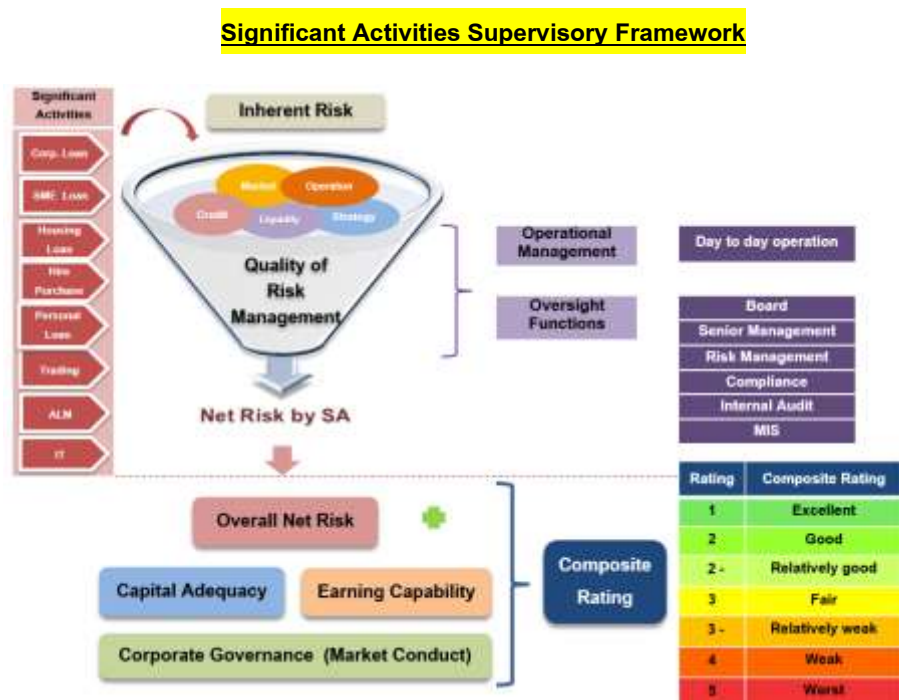 Significant Activities Supervisory Framework
Significant
Activities
Corp. Loan
SME. Loan
Housing
Loan
Hire
Purchase
Personal
Loan
Trading
ALM
IT
Inherent Risk
Market
Operation
Credit
Liquidity
Strategy
Quality of
Risk
Management
Net Risk by SA
Operational
Management
Day to day operation
Oversight
Functions
Board
Senior Management
Risk Management
Compliance
Internal Audit
MIS
Overall Net Risk
Capital Adequacy
Earning Capability
Corporate Governance (Market Conduct)
Composite
Rating
Rating Composite Rating
1 Excellent
2 Good
2 - Relatively good
3 Fair
3 - Relatively weak
4 Weak
5 Worst